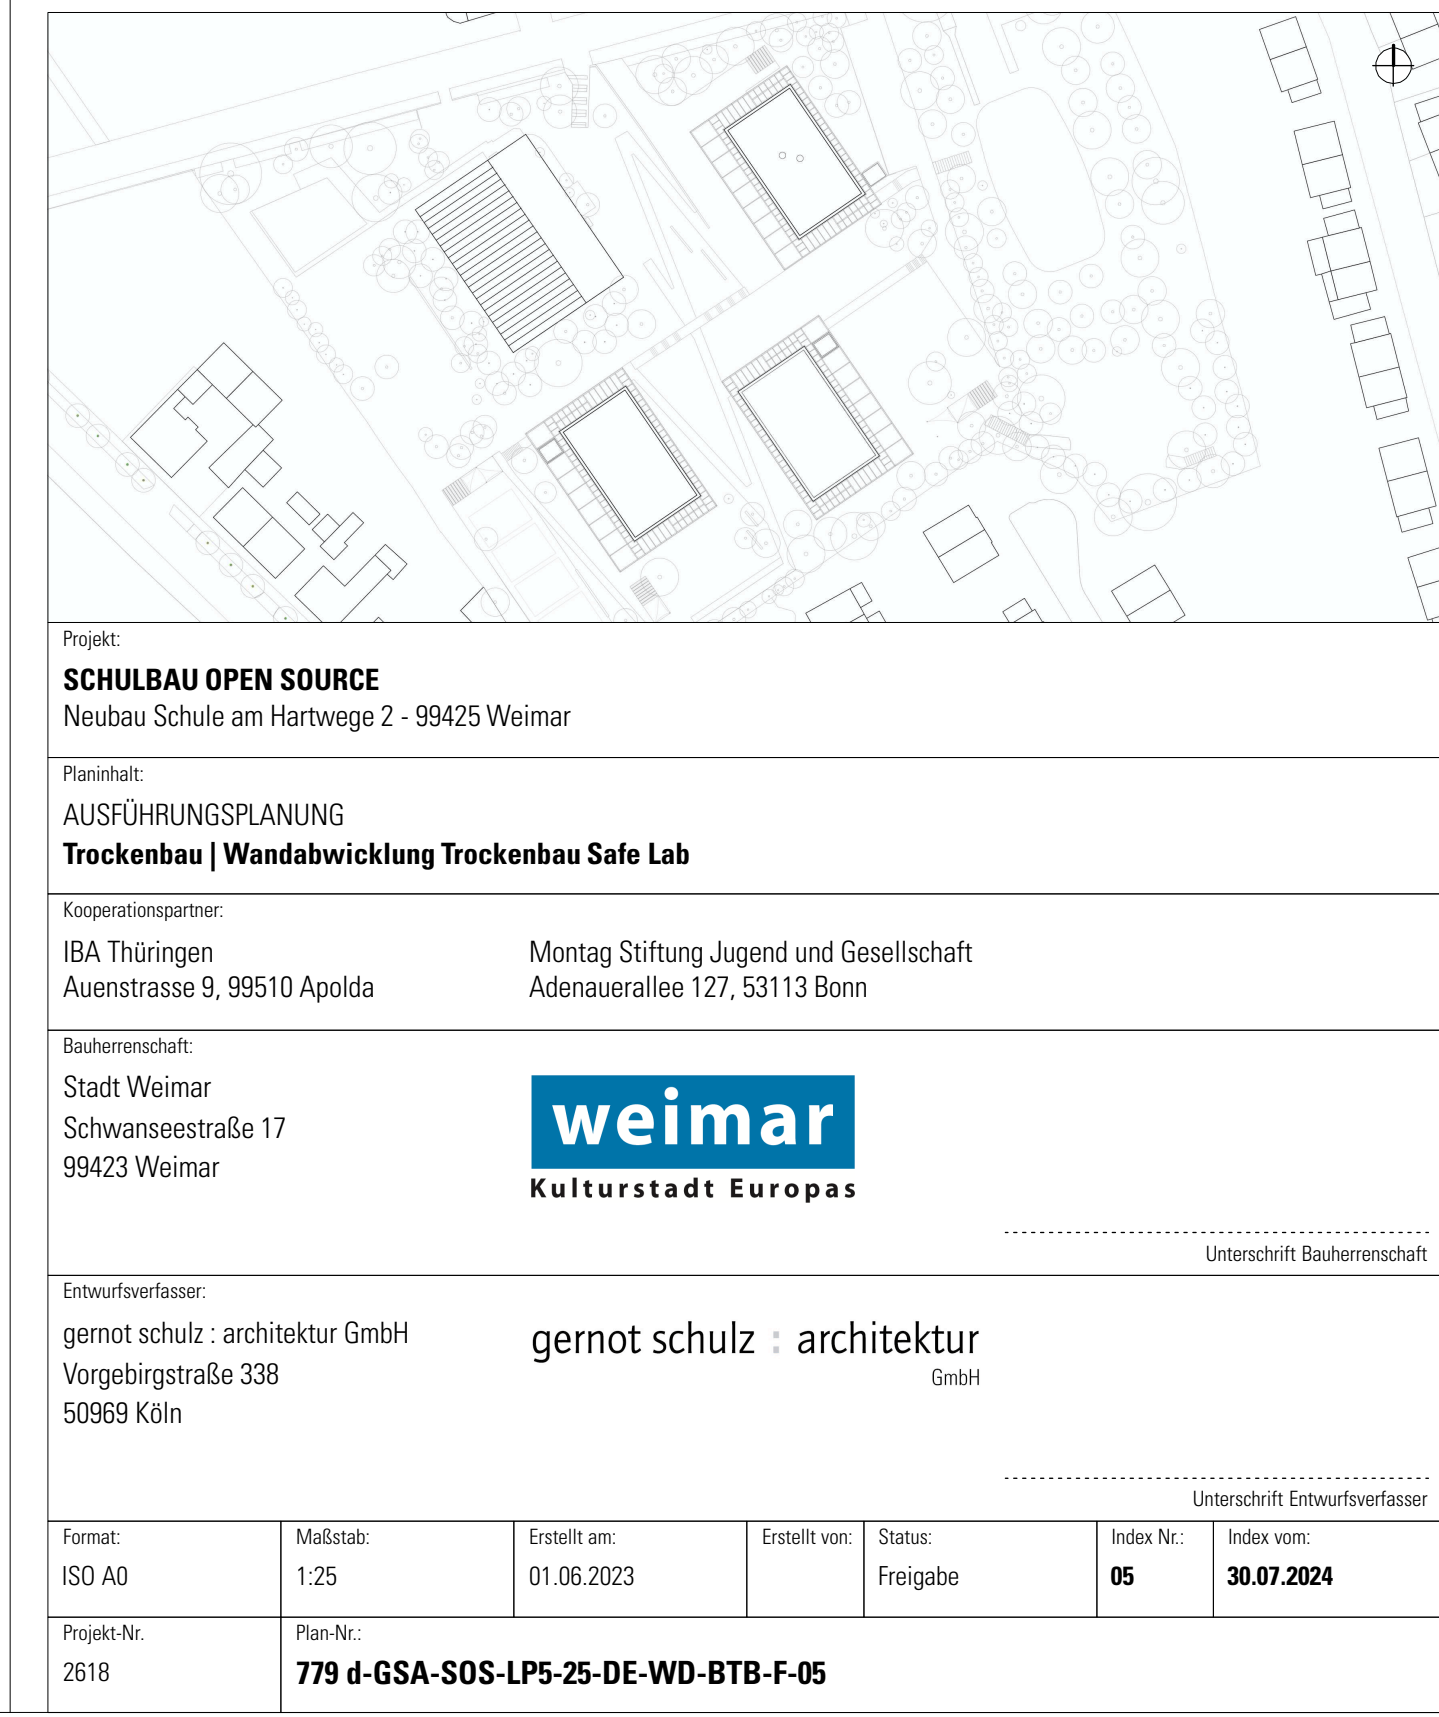 Projekt:
SCHULBAU OPEN SOURCE
Neubau Schule am Hartwege 2 - 99425 Weimar
Planinhalt:
AUSFÜHRUNGSPLANUNG
Trockenbau | Wandabwicklung Trockenbau Safe Lab
Kooperationspartner:
IBA Thüringen
Auenstrasse 9, 99510 Apolda
Montag Stiftung Jugend und Gesellschaft
Adenauerallee 127, 53113 Bonn
Bauherrenschaft:
Stadt Weimar
Schwanseestraße 17
99423 Weimar
weimar
Kulturstadt Europas
Unterschrift Bauherrenschaft
Entwurfsverfasser:
gernot schulz : architektur GmbH
Vorgebirgstraße 338
50969 Köln
gernot schulz : architektur
GmbH
Unterschrift Entwurfsverfasser
Format:
ISO A0
Maßstab:
1:25
Erstellt am:
01.06.2023
Erstellt von:
Status:
Freigabe
Index Nr.:
05
Index vom:
30.07.2024
Projekt-Nr.
2618
Plan-Nr.:
779 d-GSA-SOS-LP5-25-DE-WD-BTB-F-05